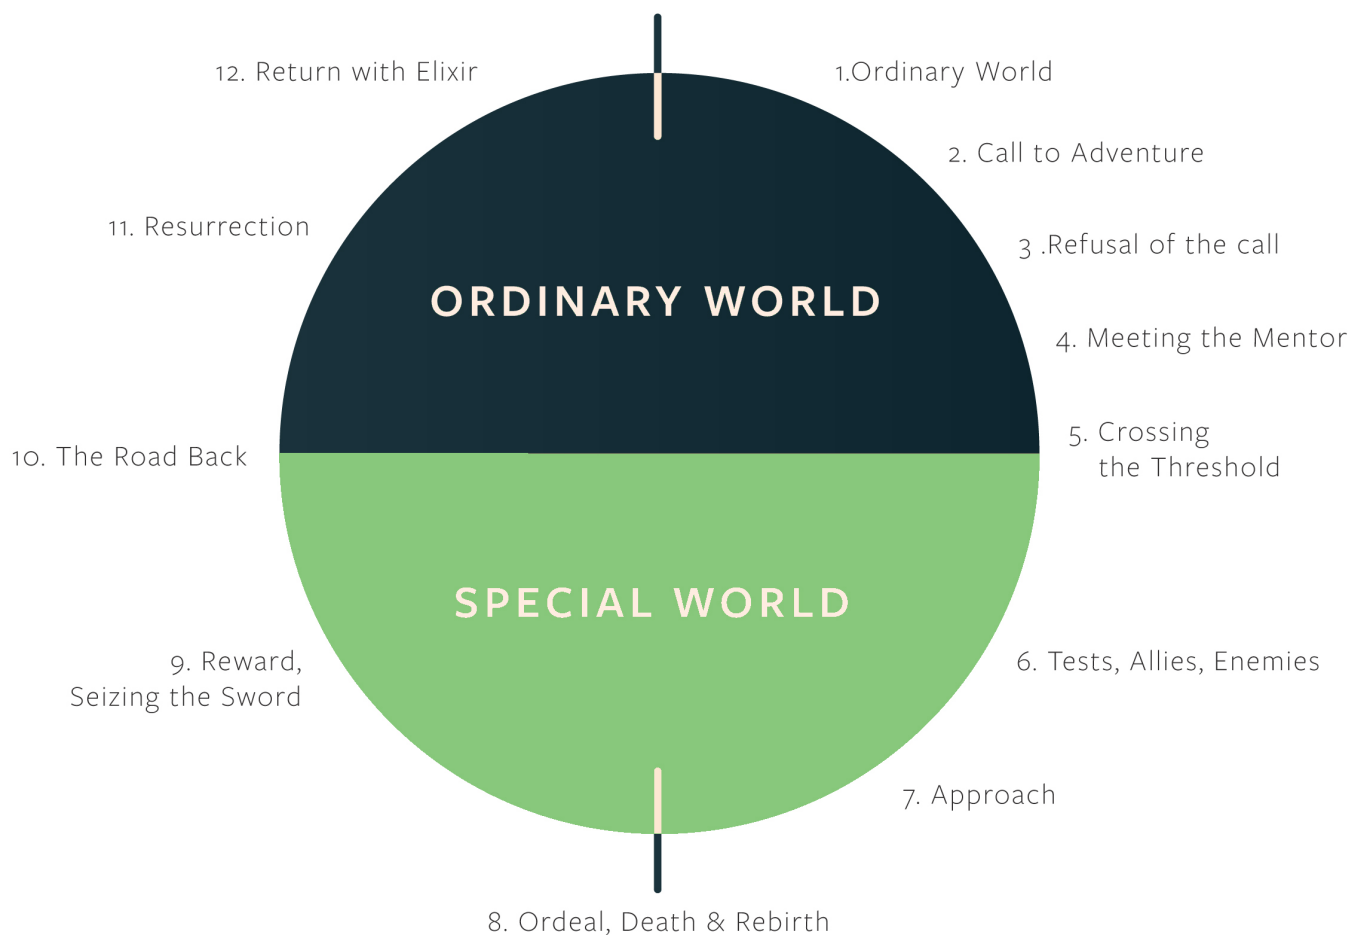 12. Return with Elixir
1.Ordinary World
2. Call to Adventure
11. Resurrection
3 .Refusal of the call
ORDINARY WORLD
4. Meeting the Mentor
5. Crossing
the Threshold
10. The Road Back
SPECIAL WORLD
9. Reward,
Seizing the Sword
6. Tests, Allies, Enemies
7. Approach
8. Ordeal, Death & Rebirth